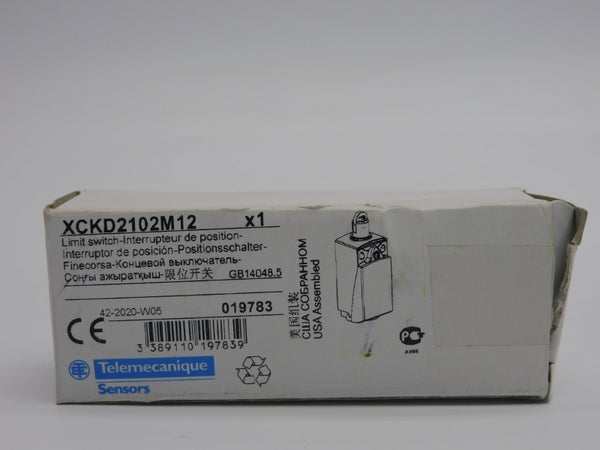 XCKD2102M12 x1
Limit switch-Interrupteur de position-
Interruptor de posición-Positionsschalter-
Finecorsa-Концевой выключатель-
Соңғы ажыратқыш-限位开关 GB14048.5
42-2020-W05 019783
CE
3 389110 197839
Telemecanique
Sensors
美国组装
США СОБРАННОМ
USA Assembled
РСТ
АН96